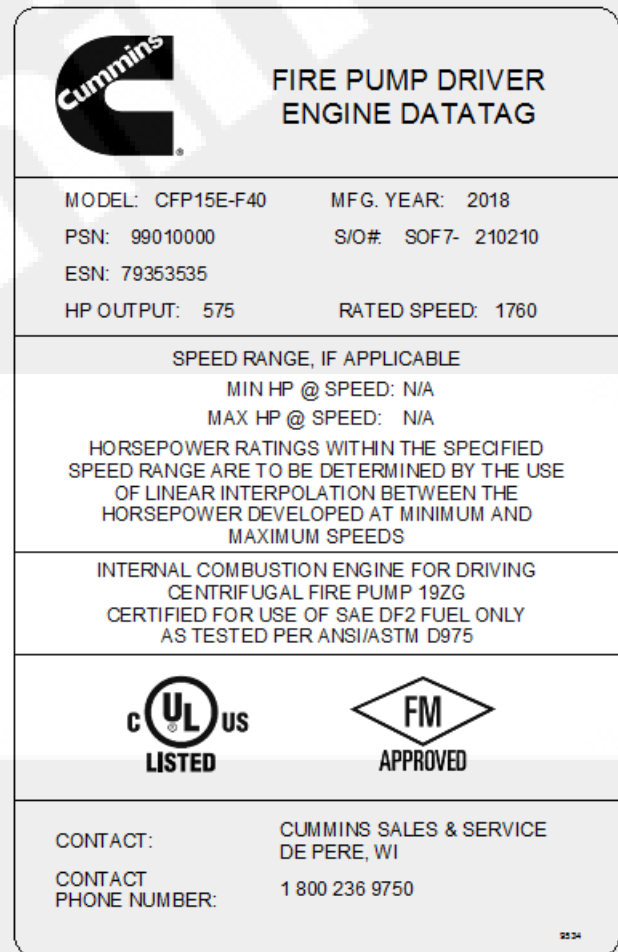 Cummins
®
FIRE PUMP DRIVER
ENGINE DATATAG
MODEL: CFP15E-F40 MFG. YEAR: 2018
PSN: 99010000 S/O#: SOF7- 210210
ESN: 79353535
HP OUTPUT: 575 RATED SPEED: 1760
SPEED RANGE, IF APPLICABLE
MIN HP @ SPEED: N/A
MAX HP @ SPEED: N/A
HORSEPOWER RATINGS WITHIN THE SPECIFIED
SPEED RANGE ARE TO BE DETERMINED BY THE USE
OF LINEAR INTERPOLATION BETWEEN THE
HORSEPOWER DEVELOPED AT MINIMUM AND
MAXIMUM SPEEDS
INTERNAL COMBUSTION ENGINE FOR DRIVING
CENTRIFUGAL FIRE PUMP 19ZG
CERTIFIED FOR USE OF SAE DF2 FUEL ONLY
AS TESTED PER ANSI/ASTM D975
C UL ® US
LISTED
FM
APPROVED
CONTACT: CUMMINS SALES & SERVICE
DE PERE, WI
CONTACT
PHONE NUMBER: 1 800 236 9750
9534